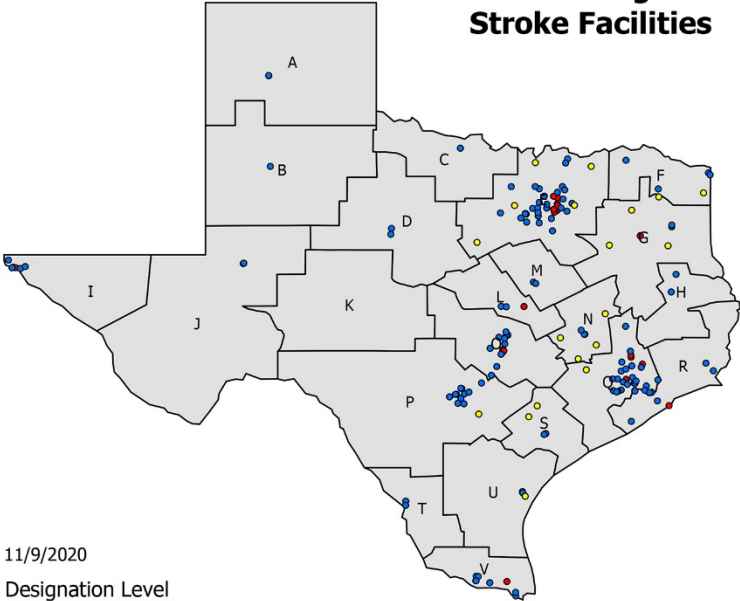 Stroke Facilities
A
C
B
F
D
G
M
I
H
L
K
N
J
R
P
S
U
T
11/9/2020
V
Designation Level